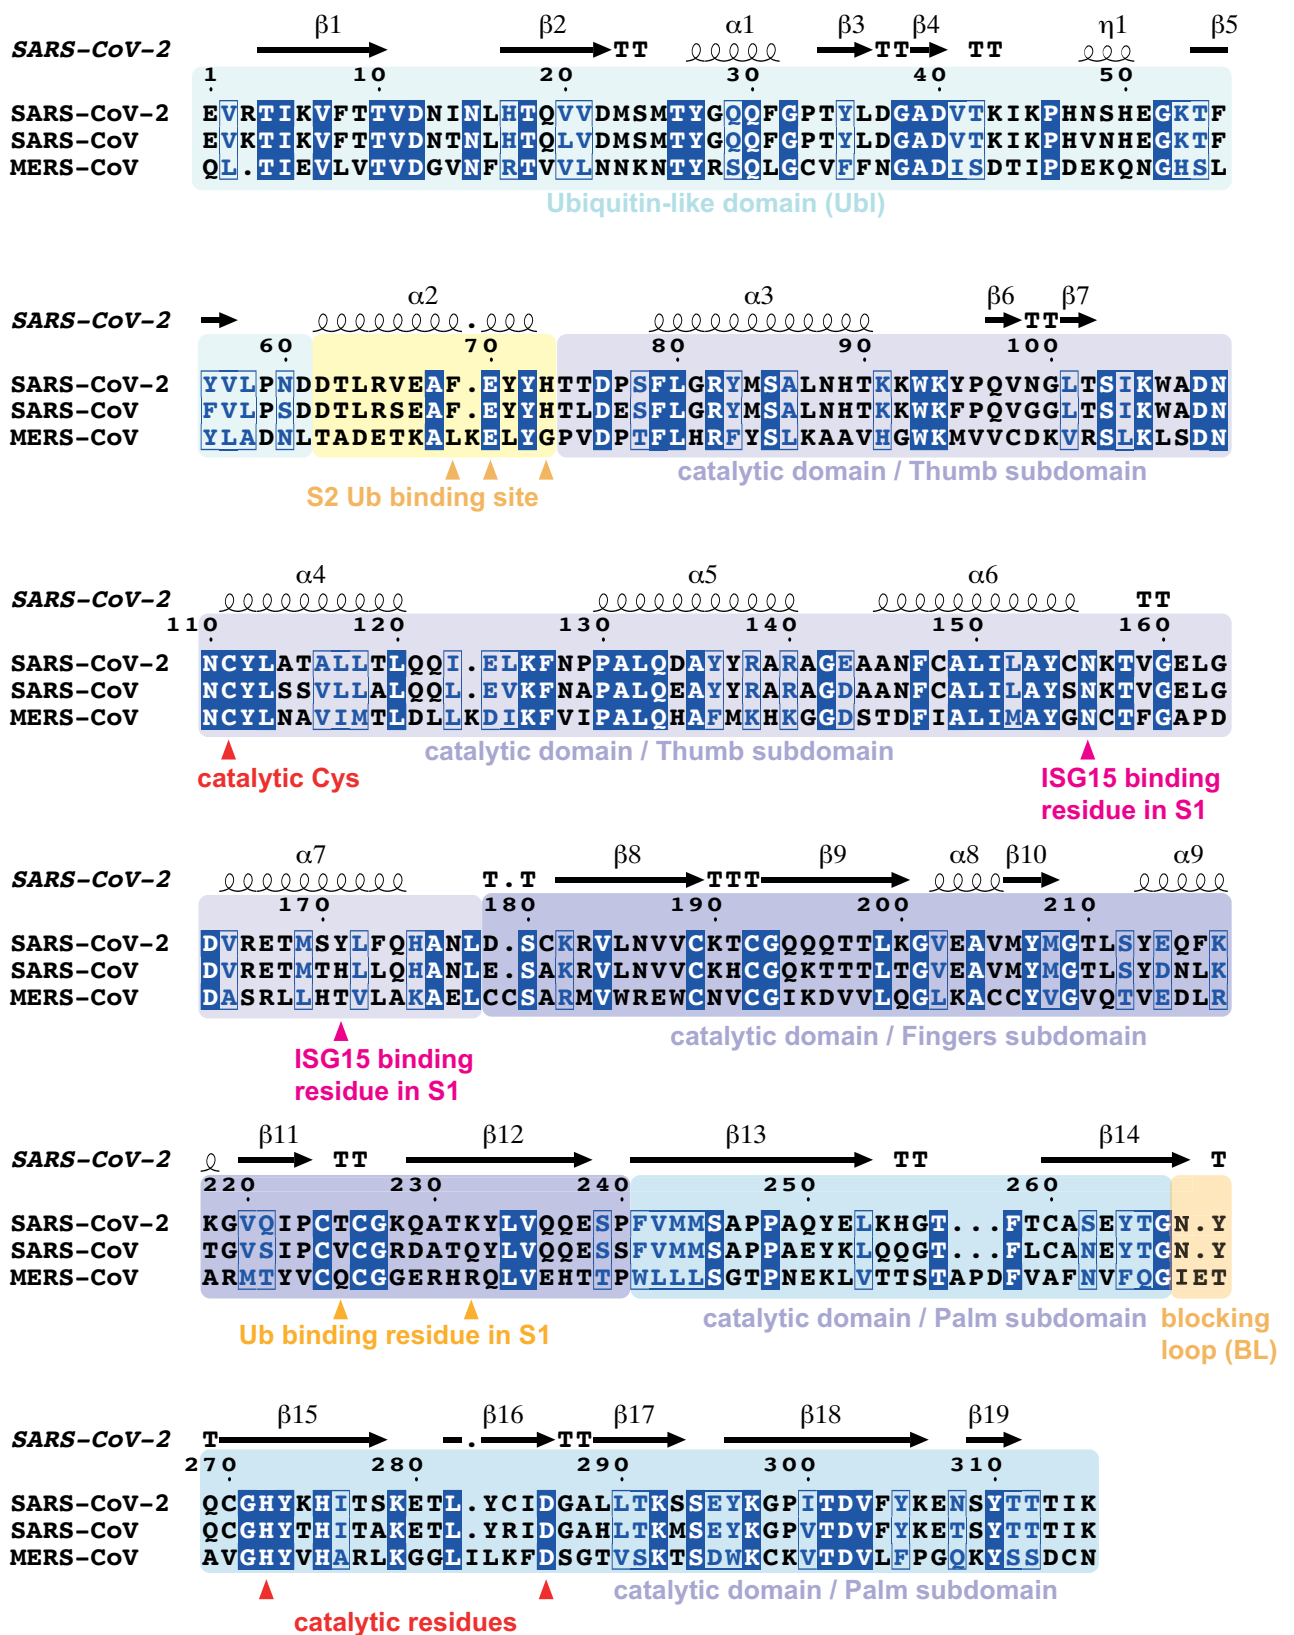 β1 β2 α1 β3 β4 η1 β5
SARS-CoV-2 TT TT TT
1 10 20 30 40 50
SARS-CoV-2 EVRTIKVFTTVDNINLHTQVVDMSMTYGQQFGPTYLDGADVTKIKPHNSHEGKTF
SARS-CoV EVKTIKVFTTVDNTNLHTQLVDMSMTYGQQFGPTYLDGADVTKIKPHVNHEGKTF
MERS-CoV QL.TIEVLVTVDGVNFRTVVLNNKNTYRSQLGCVFFNGADISDTIPDEKQNGHSL
Ubiquitin-like domain (Ubl)
α2 α3 β6 β7
SARS-CoV-2 . TT
60 70 80 90 100
SARS-CoV-2 YVLPNDDTLRVEAF.EYYHTTDPSFLGRYMSALNHTKKWKYPQVNGLTSIKWADN
SARS-CoV FVLPSDDTLRSEAF.EYYHTLDESFLGRYMSALNHTKKWKFPQVGGLTSIKWADN
MERS-CoV YLADNLTADETKALKELYGPVDPTFLHRFYSLKAAVHGWKMVVCDKVRSLKLSDN
catalytic domain / Thumb subdomain
S2 Ub binding site
α4 α5 α6
SARS-CoV-2 TT
110 120 130 140 150 160
SARS-CoV-2 NCYLATALLTLQQI.ELKFNPPALQDAYYRARAGEAANFCALILAYCNKTVGELG
SARS-CoV NCYLSSVLLALQQL.EVKFNAPALQEAYYRARAGDAANFCALILAYSNKTVGELG
MERS-CoV NCYLNAVIMTLDLLKDIKFVIPALQHAFMKHKGGDSTDFIALIMAYGNCTFGAPD
catalytic domain / Thumb subdomain
catalytic Cys ISG15 binding
residue in S1
α7 β8 β9 α8 β10 α9
SARS-CoV-2 T.T TTT
170 180 190 200 210
SARS-CoV-2 DVRETMSYLFQHANLD.SCKRVLNVVCKTCGQQQTTLKGVEAVMYMGTLSYEQFK
SARS-CoV DVRETMTHLLQHANLE.SAKRVLNVVCKHCGQKTTTLTGVEAVMYMGTLSYDNLK
MERS-CoV DASRLLHTVLAKAELCCSARMVWREWCNVCGIKDVVLQGLKACCYVGVQTVEDLR
catalytic domain / Fingers subdomain
ISG15 binding
residue in S1
β11 β12 β13 β14
SARS-CoV-2 TT TT T
220 230 240 250 260
SARS-CoV-2 KGVQIPCTCGKQATKYLVQQESPFVMMSAPPAQYELKHGT...FTCASEYTGN.Y
SARS-CoV TGVSIPCVCGRDATQYLVQQESSFVMMSAPPAEYKLQQGT...FLCANEYTGN.Y
MERS-CoV ARMTYVCQCGGERHRQLVEHTTPWLLLSGTPNEKLVTTSTAPDFVAFNVFQGIET
catalytic domain / Palm subdomain blocking
Ub binding residue in S1
loop (BL)
β15 β16 β17 β18 β19
SARS-CoV-2 T . TT
270 280 290 300 310
SARS-CoV-2 QCGHYKHITSKETL.YCIDGALLTKSSEYKGPITDVFYKENSYTTTIK
SARS-CoV QCGHYTHITAKETL.YRIDGAHLTKMSEYKGPVTDVFYKETSYTTTIK
MERS-CoV AVGHYVHARLKGGLILKFDSGTVSKTSDWKCKVTDVLFPGQKYSSDCN
catalytic domain / Palm subdomain
catalytic residues